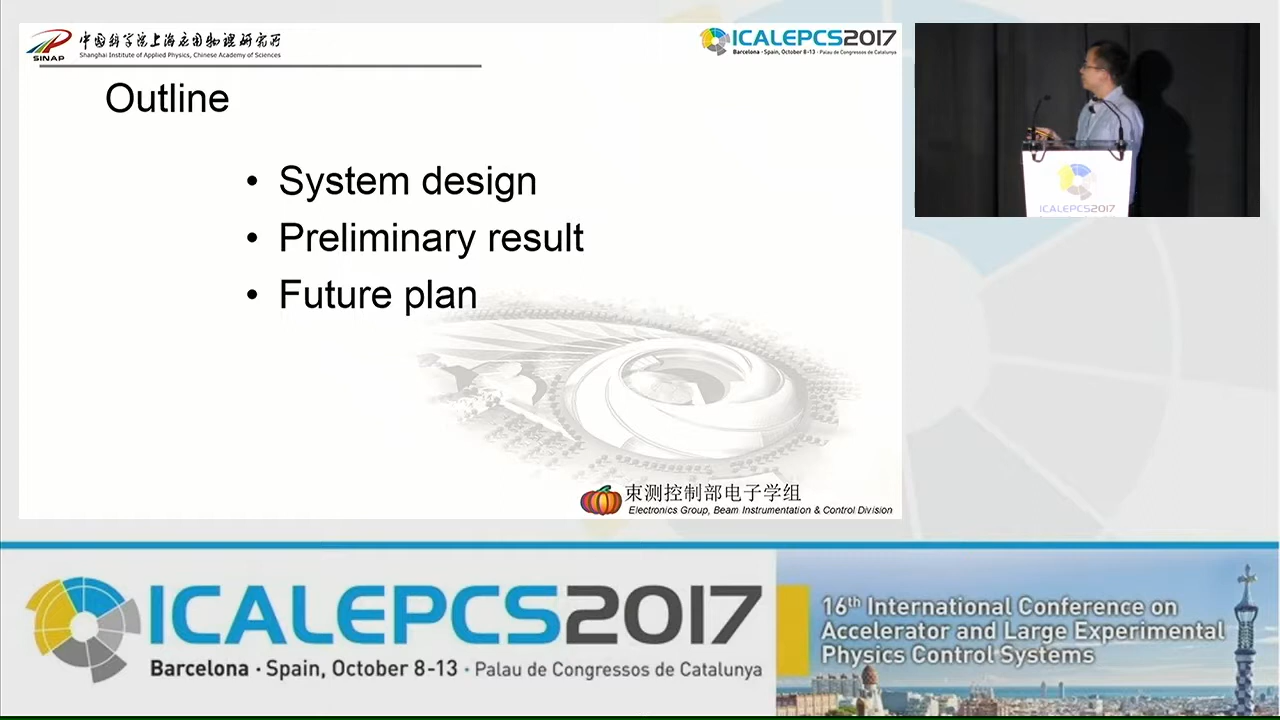 中国科学院上海应用物理研究所
Shanghai Institute of Applied Physics, Chinese Academy of Sciences
SINAP
ICALEPCS2017
Barcelona · Spain, October 8-13 · Palau de Congressos de Catalunya
Outline
• System design
• Preliminary result
• Future plan
束测控制部电子学组
Electronics Group, Beam Instrumentation & Control Division
ICALEPCS2017
ICALEPCS2017
Barcelona · Spain, October 8-13 · Palau de Congressos de Catalunya
16th International Conference on
Accelerator and Large Experimental
Physics Control Systems